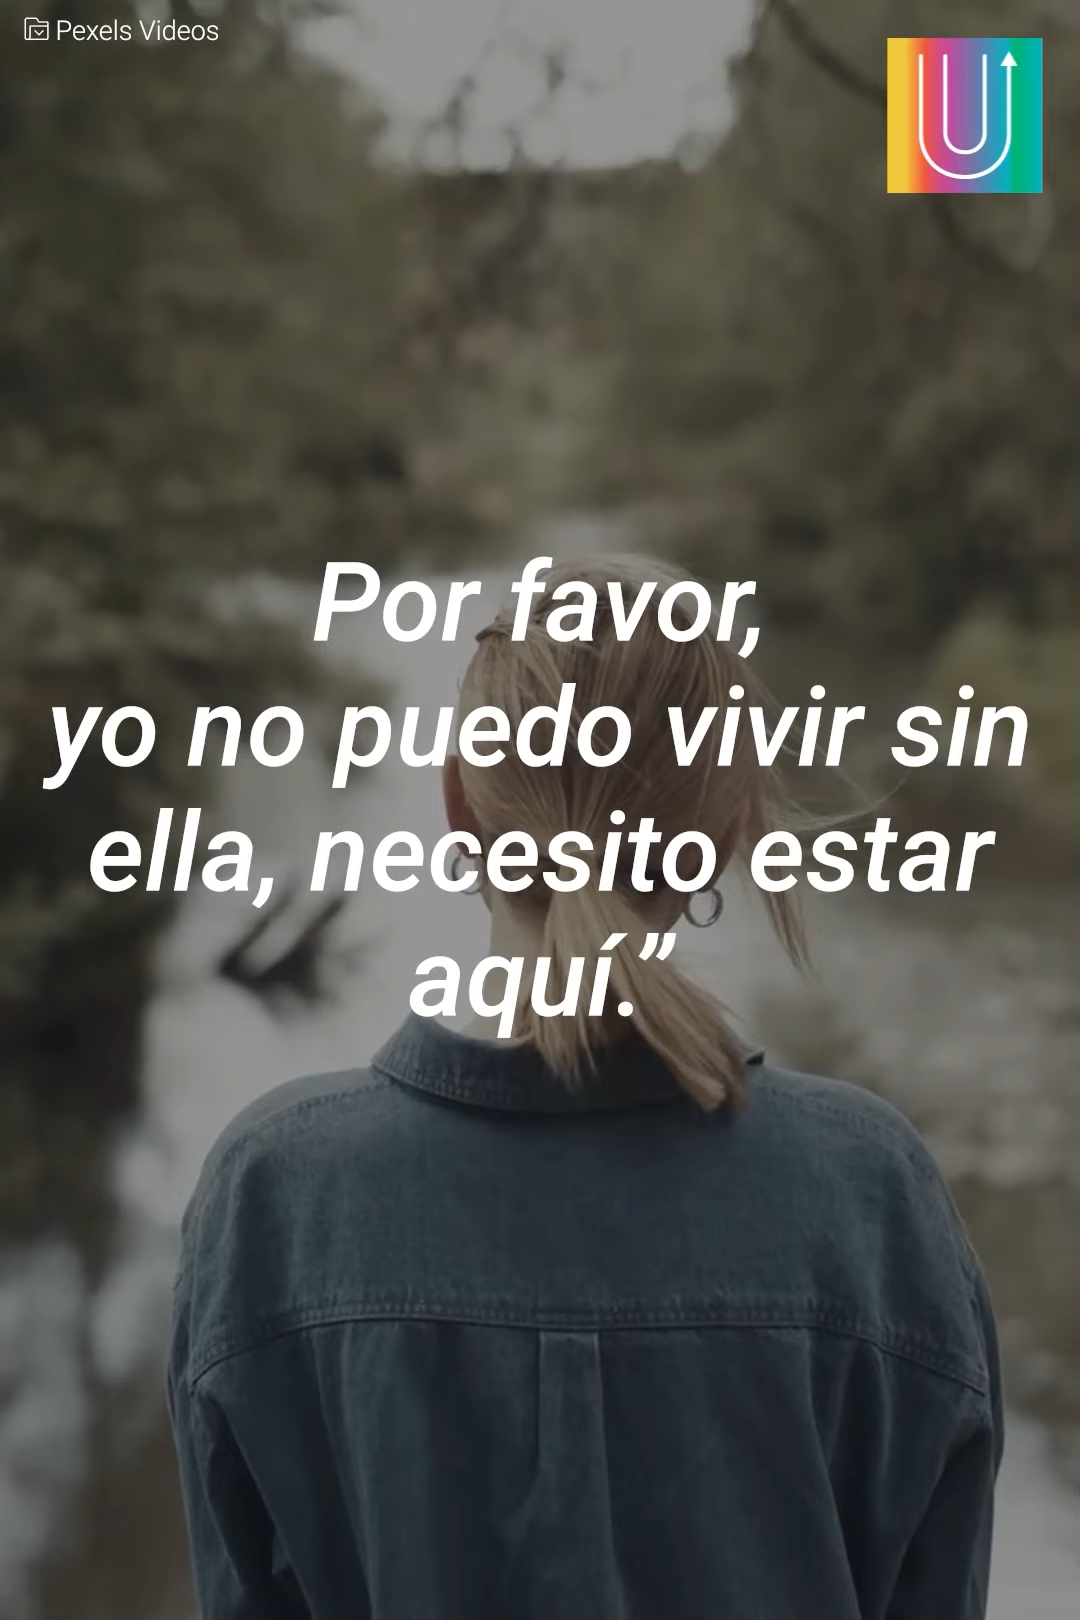 Pexels Videos
U
Por favor,
yo no puedo vivir sin
ella, necesito estar
aquí.”